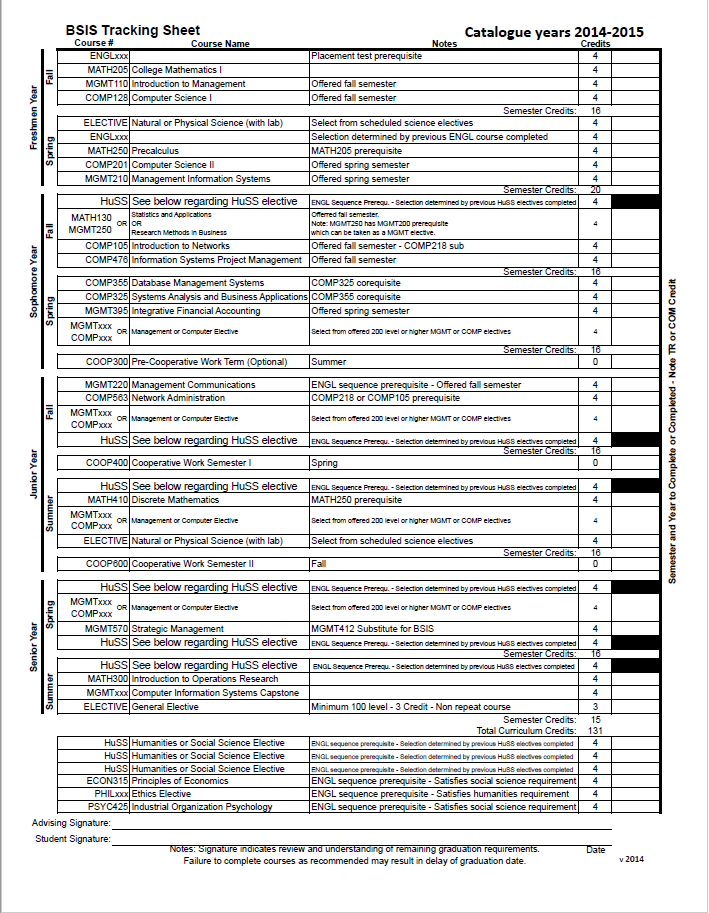 BSIS Tracking Sheet Catalogue years 2014-2015
Course # Course Name Notes Credits
Freshmen Year
Fall
ENGLxxx Placement test prerequisite 4
MATH205 College Mathematics I 4
MGMT110 Introduction to Management Offered fall semester 4
COMP128 Computer Science I Offered fall semester 4
Semester Credits: 16
Spring
ELECTIVE Natural or Physical Science (with lab) Select from scheduled science electives 4
ENGLxxx Selection determined by previous ENGL course completed 4
MATH250 Precalculus MATH205 prerequisite 4
COMP201 Computer Science II Offered spring semester 4
MGMT210 Management Information Systems Offered spring semester 4
Semester Credits: 20
Sophomore Year
Fall
HuSS See below regarding HuSS elective ENGL Sequence Prerequ. - Selection determined by previous HuSS electives completed 4
MATH130 OR MGMT250 Statistics and Applications OR Research Methods in Business Offerred fall semester. Note: MGMT250 has MGMT200 prerequisite which can be taken as a MGMT elective. 4
COMP105 Introduction to Networks Offered fall semester - COMP218 sub 4
COMP476 Information Systems Project Management Offered fall semester 4
Semester Credits: 16
Spring
COMP355 Database Management Systems COMP325 corequisite 4
COMP325 Systems Analysis and Business Applications COMP355 corequisite 4
MGMT395 Integrative Financial Accounting Offered spring semester 4
MGMTxxx OR COMPxxx Management or Computer Elective Select from offered 200 level or higher MGMT or COMP electives 4
Semester Credits: 16
COOP300 Pre-Cooperative Work Term (Optional) Summer 0
Junior Year
Fall
MGMT220 Management Communications ENGL sequence prerequisite - Offered fall semester 4
COMP563 Network Administration COMP218 or COMP105 prerequisite 4
MGMTxxx OR COMPxxx Management or Computer Elective Select from offered 200 level or higher MGMT or COMP electives 4
HuSS See below regarding HuSS elective ENGL Sequence Prerequ. - Selection determined by previous HuSS electives completed 4
Semester Credits: 16
COOP400 Cooperative Work Semester I Spring 0
Summer
HuSS See below regarding HuSS elective ENGL Sequence Prerequ. - Selection determined by previous HuSS electives completed 4
MATH410 Discrete Mathematics MATH250 prerequisite 4
MGMTxxx OR COMPxxx Management or Computer Elective Select from offered 200 level or higher MGMT or COMP electives 4
ELECTIVE Natural or Physical Science (with lab) Select from scheduled science electives 4
Semester Credits: 16
COOP600 Cooperative Work Semester II Fall 0
Senior Year
Spring
HuSS See below regarding HuSS elective ENGL Sequence Prerequ. - Selection determined by previous HuSS electives completed 4
MGMTxxx OR COMPxxx Management or Computer Elective Select from offered 200 level or higher MGMT or COMP electives 4
MGMT570 Strategic Management MGMT412 Substitute for BSIS 4
HuSS See below regarding HuSS elective ENGL Sequence Prerequ. - Selection determined by previous HuSS electives completed 4
Semester Credits: 16
Summer
HuSS See below regarding HuSS elective ENGL Sequence Prerequ. - Selection determined by previous HuSS electives completed 4
MATH300 Introduction to Operations Research 4
MGMTxxx Computer Information Systems Capstone 4
ELECTIVE General Elective Minimum 100 level - 3 Credit - Non repeat course 3
Semester Credits: 15
Total Curriculum Credits: 131
HuSS Humanities or Social Science Elective ENGL sequence prerequisite - Selection determined by previous HuSS electives completed 4
HuSS Humanities or Social Science Elective ENGL sequence prerequisite - Selection determined by previous HuSS electives completed 4
HuSS Humanities or Social Science Elective ENGL sequence prerequisite - Selection determined by previous HuSS electives completed 4
ECON315 Principles of Economics ENGL sequence prerequisite - Satisfies social science requirement 4
PHILxxx Ethics Elective ENGL sequence prerequisite - Satisfies humanities requirement 4
PSYC425 Industrial Organization Psychology ENGL sequence prerequisite - Satisfies social science requirement 4
Semester and Year to Complete or Completed - Note TR or COM Credit
Advising Signature:
Student Signature:
Notes: Signature indicates review and understanding of remaining graduation requirements. Date
Failure to complete courses as recommended may result in delay of graduation date. v 2014